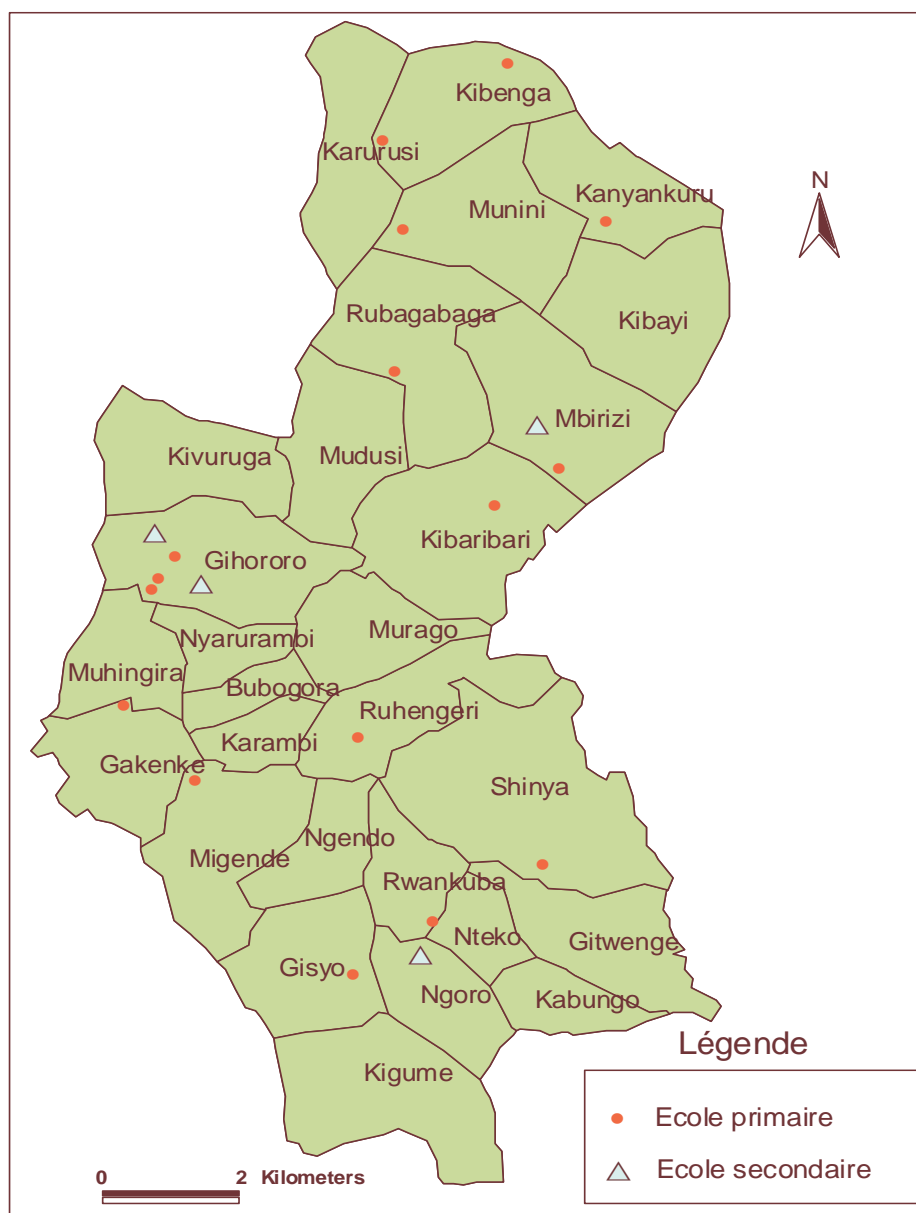 Kibenga
Karurusi
Kanyankuru
N
Munini
Rubagabaga
Kibayi
Mbirizi
Kivuruga
Mudusi
Kibaribari
Gihororo
Nyarurambi
Murago
Muhingira
Bubogora
Ruhengeri
Karambi
Gakenke
Shinya
Ngendo
Migende
Rwankuba
Nteko
Gitwenge
Gisyo
Ngoro
Kabungo
Légende
Kigume
Ecole primaire
Ecole secondaire
0 2 Kilometers